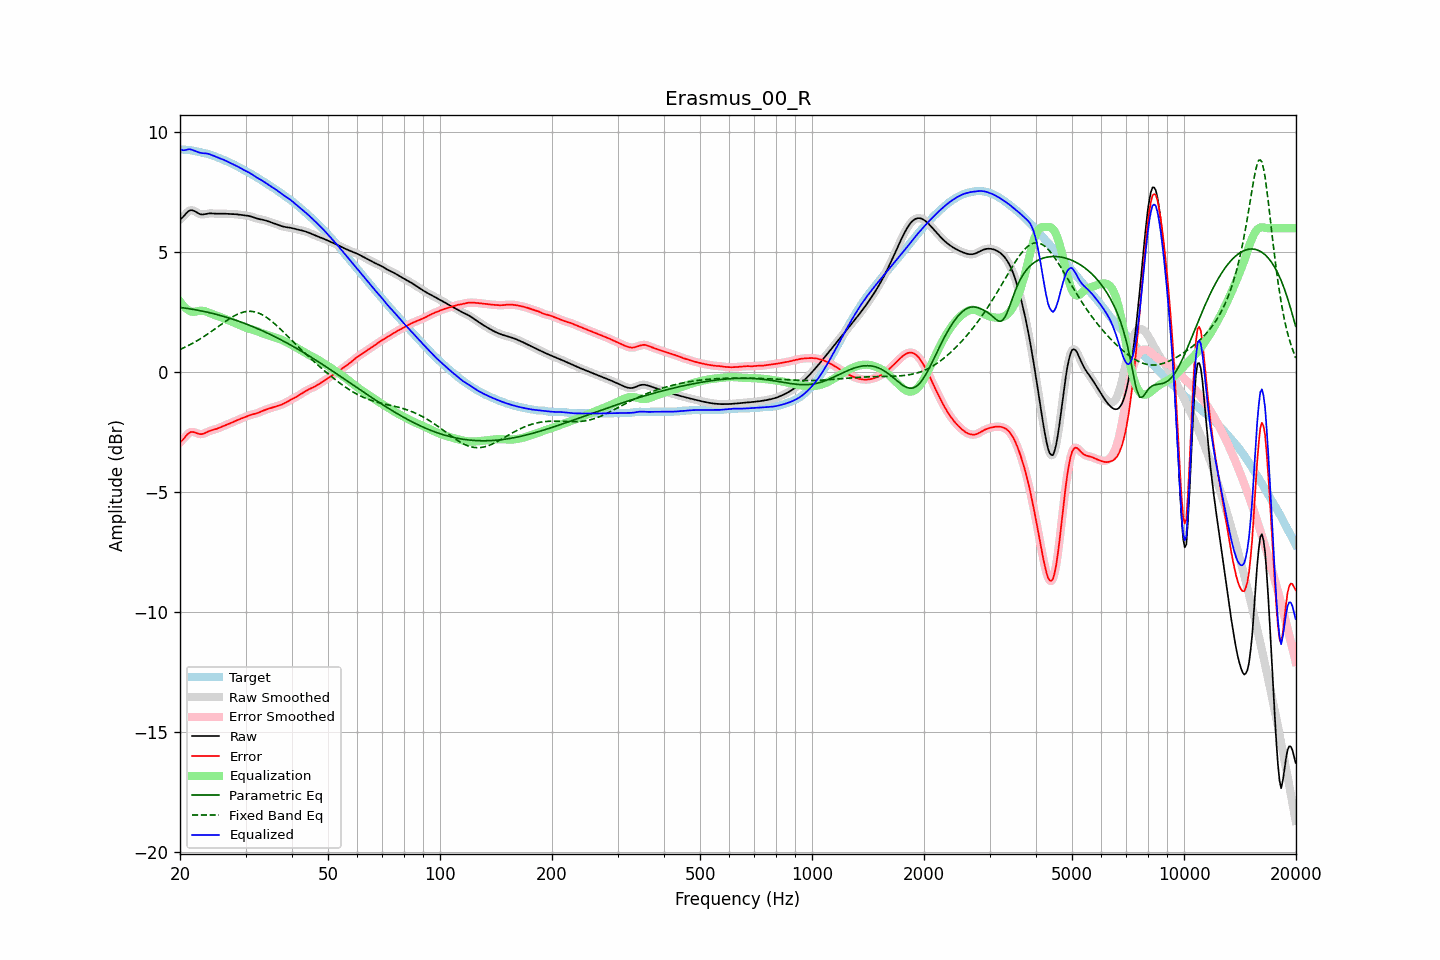 Erasmus_00_R
10
5
0
−5
−10
−15
−20
Amplitude (dBr)
Target
Raw Smoothed
Error Smoothed
Raw
Error
Equalization
Parametric Eq
Fixed Band Eq
Equalized
20 50 100 200 500 1000 2000 5000 10000 20000
Frequency (Hz)